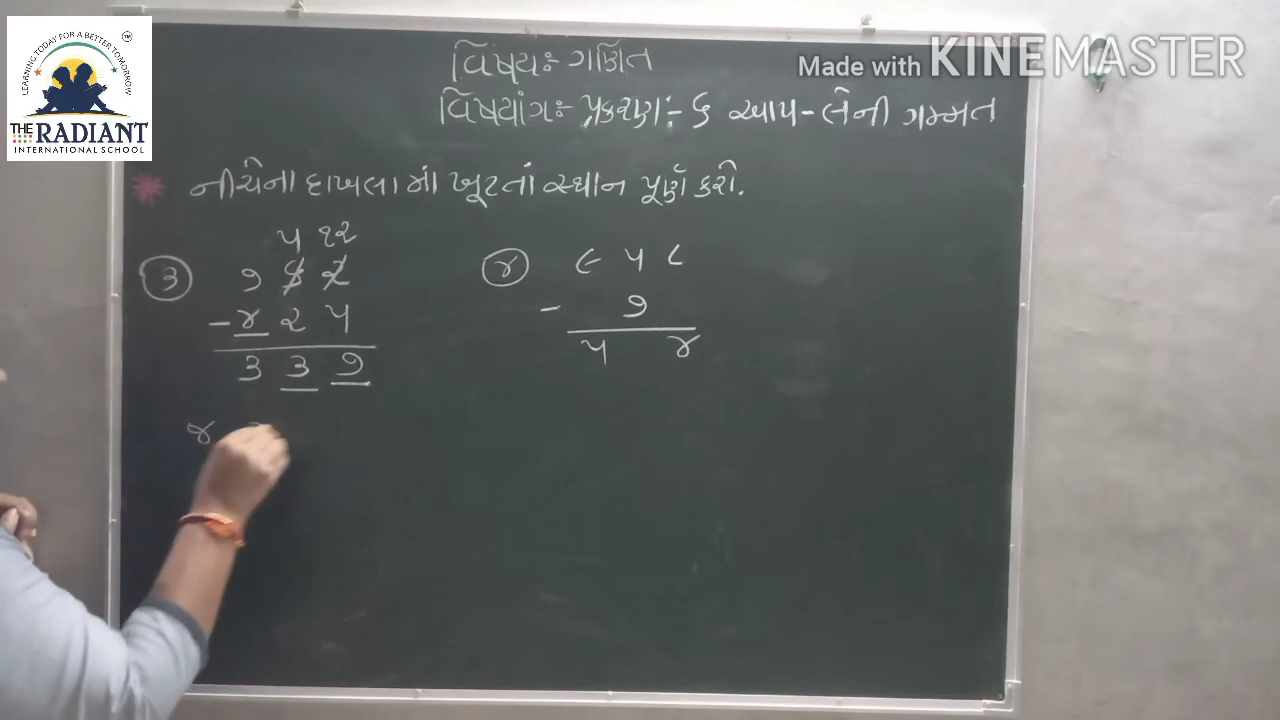 LEARNING TODAY FOR A BETTER TOMORROW
THE RADIANT
INTERNATIONAL SCHOOL
Made with KINEMASTER
વિષય:- ગણિત
વિષયાંગ:- પ્રકરણ:- ૬ આપ-લેની ગમ્મત
નીચેના દાખલા માં ખૂટતાં સ્થાન પૂર્ણ કરો.
૫ ૧૨
૩ ૭ ૬ ૨
- ૪ ૨ ૫
૩ ૩ ૭
૪
૪ ૯ ૫ ૮
- ૭
૫ ૪